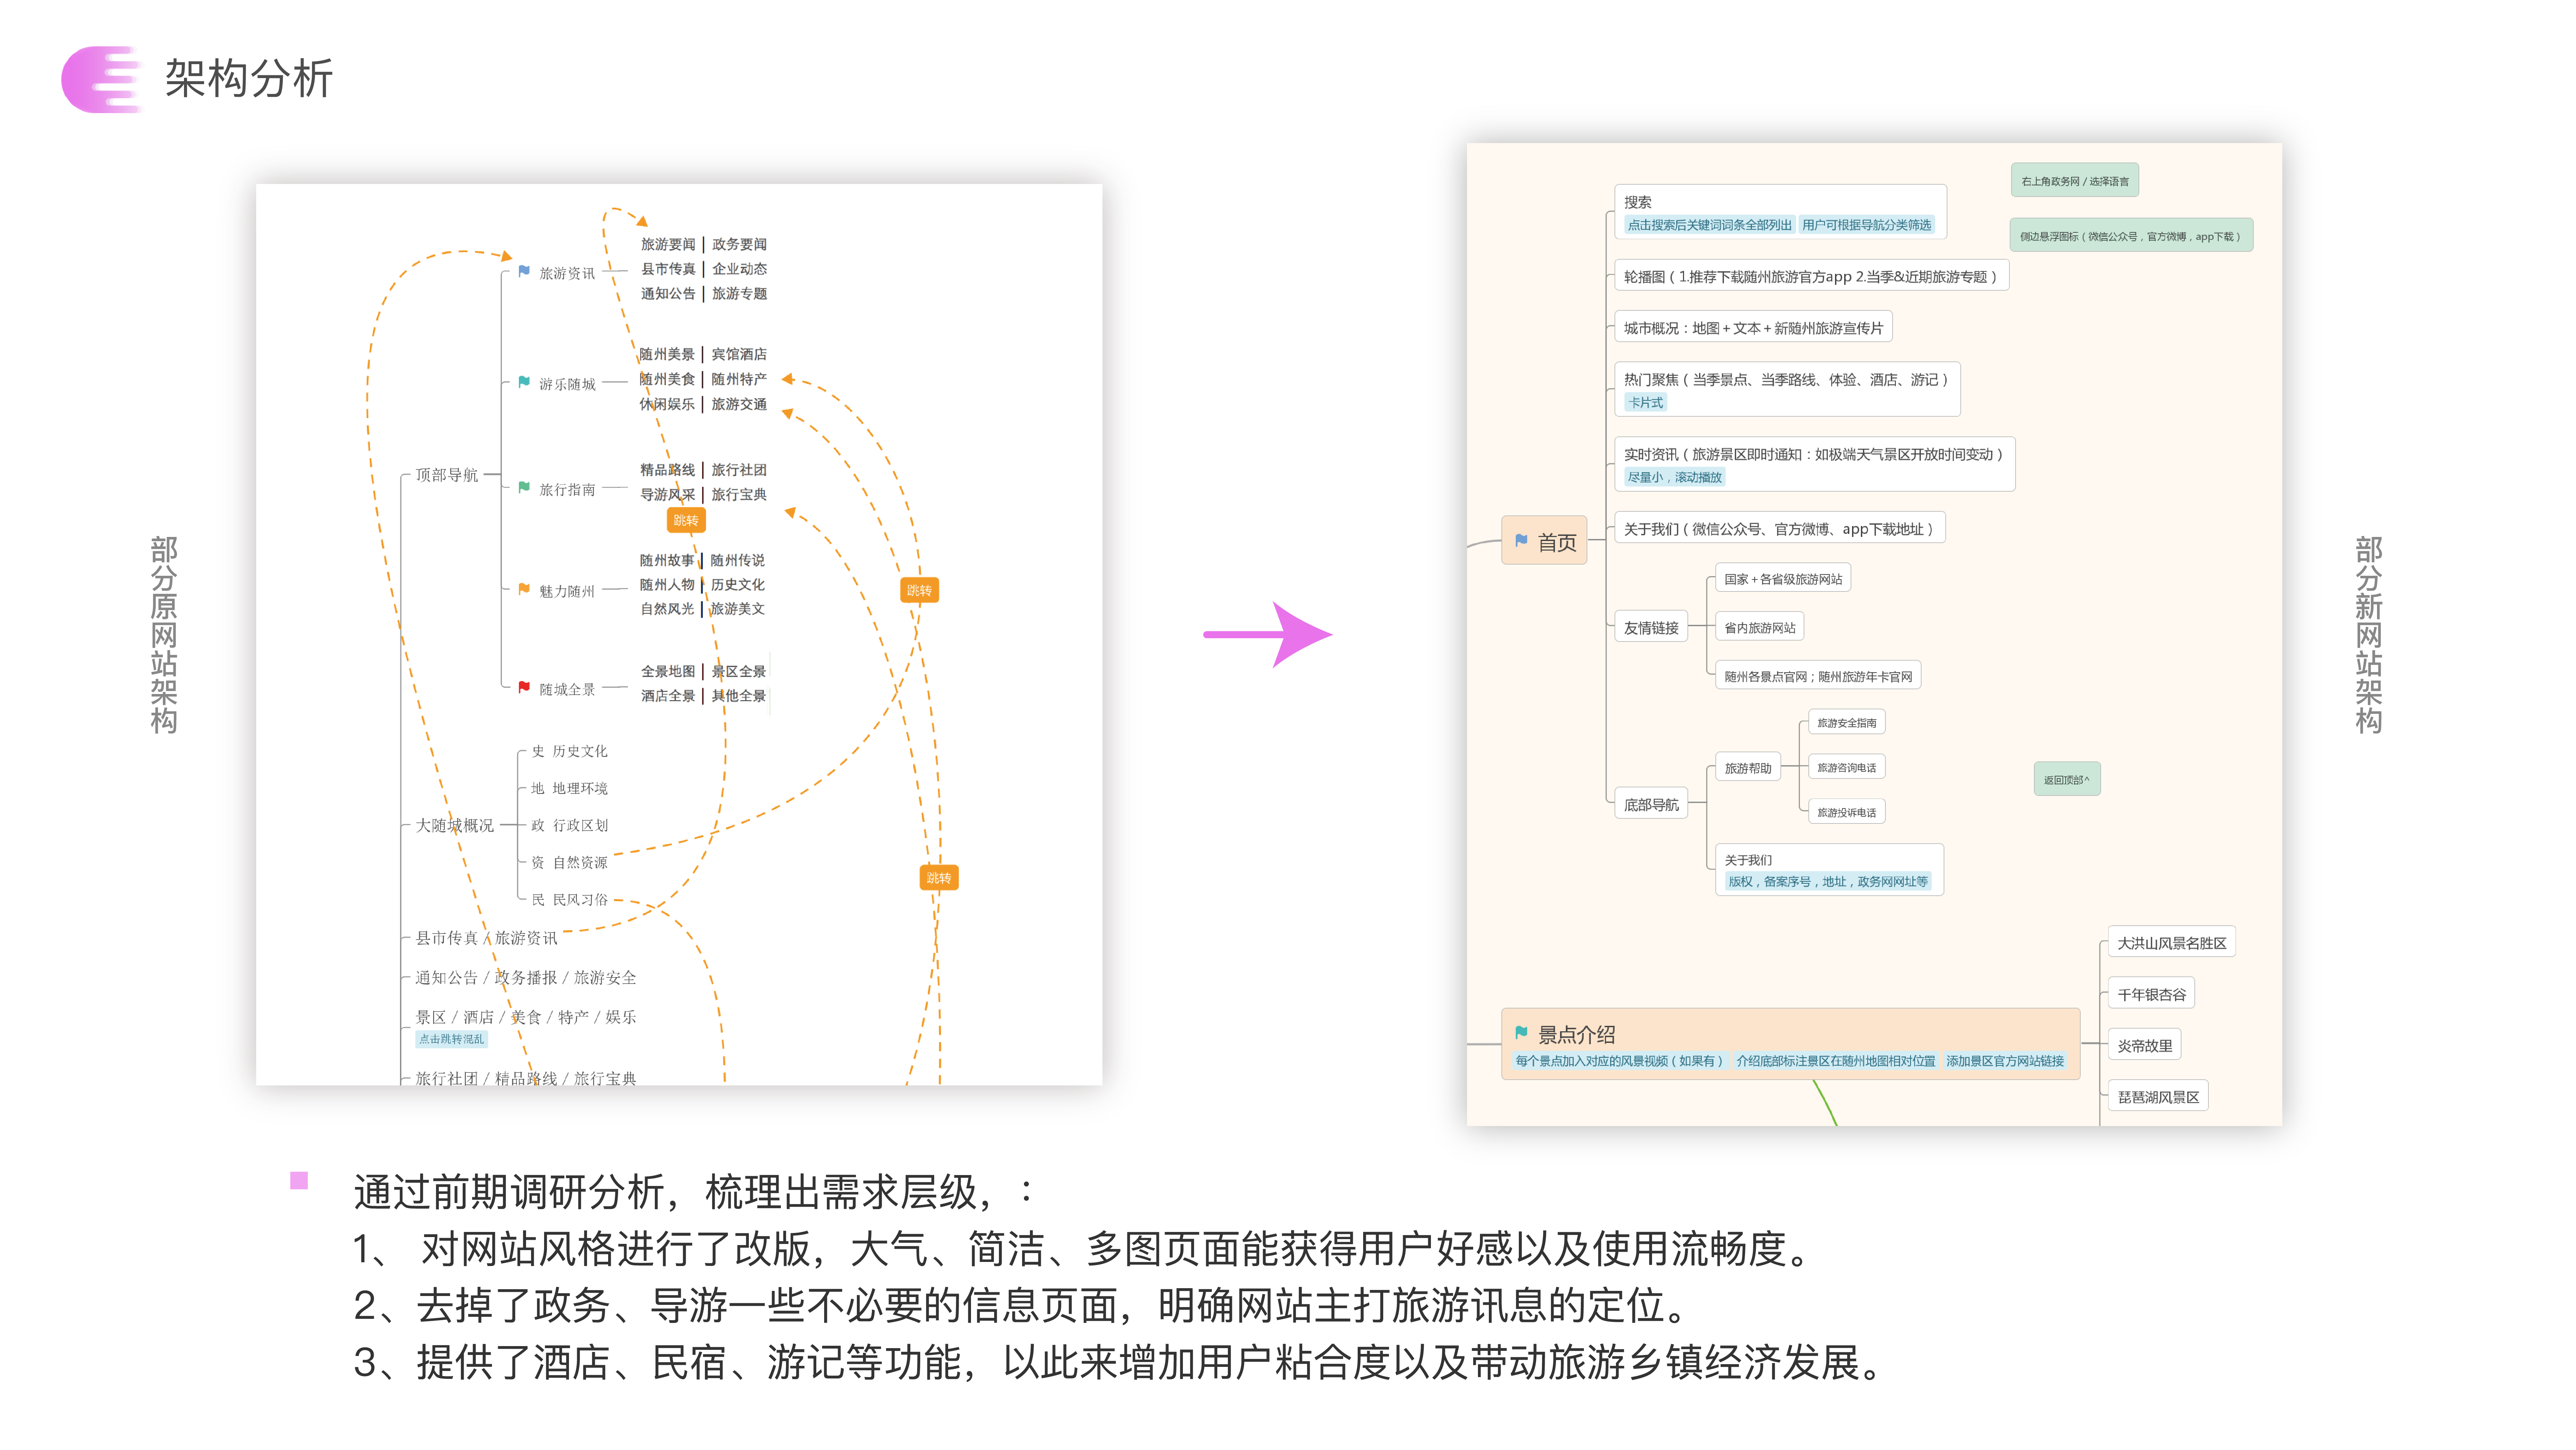 架构分析
部分原网站架构
旅游资讯
旅游要闻 | 政务要闻
县市传真 | 企业动态
通知公告 | 旅游专题
游乐随城
随州美景 | 宾馆酒店
随州美食 | 随州特产
休闲娱乐 | 旅游交通
顶部导航
旅行指南
精品路线 | 旅行社团
导游风采 | 旅行宝典
跳转
魅力随州
随州故事 | 随州传说
随州人物 | 历史文化
自然风光 | 旅游美文
跳转
随城全景
全景地图 | 景区全景
酒店全景 | 其他全景
大随城概况
史 历史文化
地 地理环境
政 行政区划
资 自然资源
民 民风习俗
跳转
县市传真 / 旅游资讯
通知公告 / 政务播报 / 旅游安全
景区 / 酒店 / 美食 / 特产 / 娱乐
点击跳转混乱
旅行社团 / 精品路线 / 旅行宝典
部分新网站架构
右上角政务网 / 选择语言
侧边悬浮图标（微信公众号，官方微博，app下载）
首页
搜索
点击搜索后关键词词条全部列出 用户可根据导航分类筛选
轮播图（1.推荐下载随州旅游官方app 2.当季&近期旅游专题）
城市概况：地图+文本+新随州旅游宣传片
热门聚焦（当季景点、当季路线、体验、酒店、游记）
卡片式
实时资讯（旅游景区即时通知：如极端天气景区开放时间变动）
尽量小，滚动播放
关于我们（微信公众号、官方微博、app下载地址）
友情链接
国家+各省级旅游网站
省内旅游网站
随州各景点官网；随州旅游年卡官网
底部导航
旅游帮助
旅游安全指南
旅游咨询电话
旅游投诉电话
关于我们
版权，备案序号，地址，政务网网址等
返回顶部^
景点介绍
每个景点加入对应的风景视频（如果有） 介绍底部标注景区在随州地图相对位置 添加景区官方网站链接
大洪山风景名胜区
千年银杏谷
炎帝故里
琵琶湖风景区
通过前期调研分析，梳理出需求层级，：
1、 对网站风格进行了改版，大气、简洁、多图页面能获得用户好感以及使用流畅度。
2、去掉了政务、导游一些不必要的信息页面，明确网站主打旅游讯息的定位。
3、提供了酒店、民宿、游记等功能，以此来增加用户粘合度以及带动旅游乡镇经济发展。